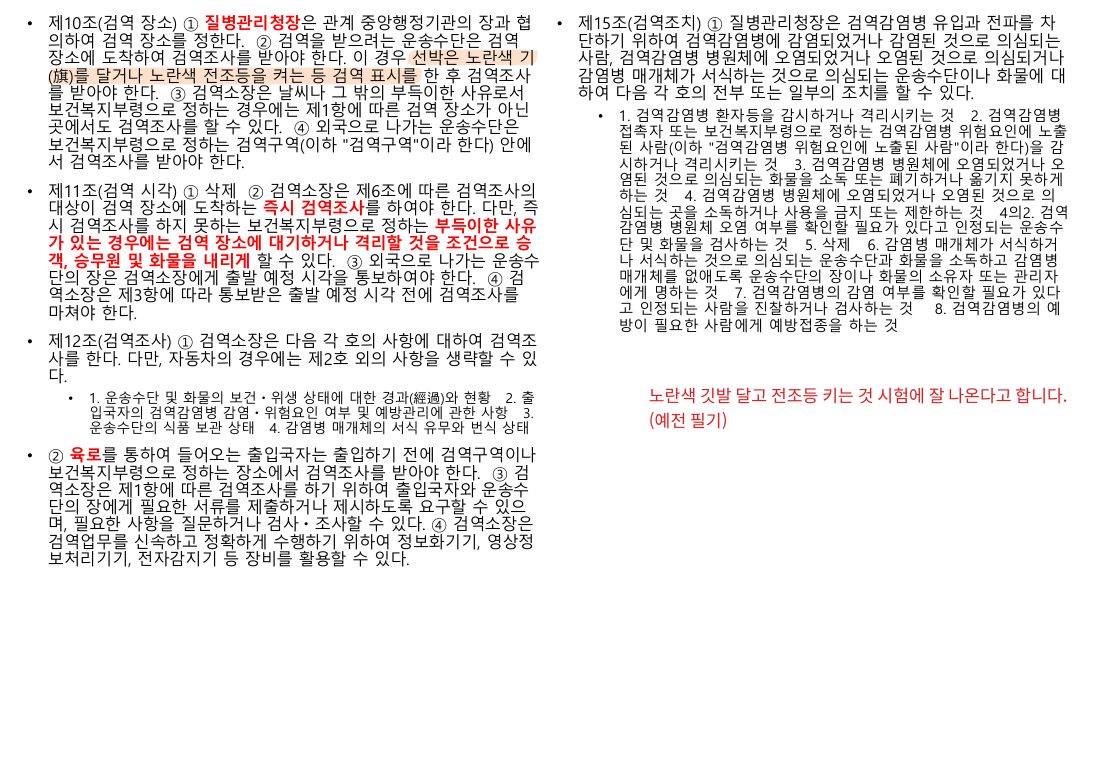 • 제10조(검역 장소) ① 질병관리청장은 관계 중앙행정기관의 장과 협
의하여 검역 장소를 정한다. ② 검역을 받으려는 운송수단은 검역
장소에 도착하여 검역조사를 받아야 한다. 이 경우 선박은 노란색 기
(旗)를 달거나 노란색 전조등을 켜는 등 검역 표시를 한 후 검역조사
를 받아야 한다. ③ 검역소장은 날씨나 그 밖의 부득이한 사유로서
보건복지부령으로 정하는 경우에는 제1항에 따른 검역 장소가 아닌
곳에서도 검역조사를 할 수 있다. ④ 외국으로 나가는 운송수단은
보건복지부령으로 정하는 검역구역(이하 "검역구역"이라 한다) 안에
서 검역조사를 받아야 한다.
• 제11조(검역 시각) ① 삭제 ② 검역소장은 제6조에 따른 검역조사의
대상이 검역 장소에 도착하는 즉시 검역조사를 하여야 한다. 다만, 즉
시 검역조사를 하지 못하는 보건복지부령으로 정하는 부득이한 사유
가 있는 경우에는 검역 장소에 대기하거나 격리할 것을 조건으로 승
객, 승무원 및 화물을 내리게 할 수 있다. ③ 외국으로 나가는 운송수
단의 장은 검역소장에게 출발 예정 시각을 통보하여야 한다. ④ 검
역소장은 제3항에 따라 통보받은 출발 예정 시각 전에 검역조사를
마쳐야 한다.
• 제12조(검역조사) ① 검역소장은 다음 각 호의 사항에 대하여 검역조
사를 한다. 다만, 자동차의 경우에는 제2호 외의 사항을 생략할 수 있
다.
• 1. 운송수단 및 화물의 보건ㆍ위생 상태에 대한 경과(經過)와 현황 2. 출
입국자의 검역감염병 감염ㆍ위험요인 여부 및 예방관리에 관한 사항 3.
운송수단의 식품 보관 상태 4. 감염병 매개체의 서식 유무와 번식 상태
• ② 육로를 통하여 들어오는 출입국자는 출입하기 전에 검역구역이나
보건복지부령으로 정하는 장소에서 검역조사를 받아야 한다. ③ 검
역소장은 제1항에 따른 검역조사를 하기 위하여 출입국자와 운송수
단의 장에게 필요한 서류를 제출하거나 제시하도록 요구할 수 있으
며, 필요한 사항을 질문하거나 검사ㆍ조사할 수 있다. ④ 검역소장은
검역업무를 신속하고 정확하게 수행하기 위하여 정보화기기, 영상정
보처리기기, 전자감지기 등 장비를 활용할 수 있다.
• 제15조(검역조치) ① 질병관리청장은 검역감염병 유입과 전파를 차
단하기 위하여 검역감염병에 감염되었거나 감염된 것으로 의심되는
사람, 검역감염병 병원체에 오염되었거나 오염된 것으로 의심되거나
감염병 매개체가 서식하는 것으로 의심되는 운송수단이나 화물에 대
하여 다음 각 호의 전부 또는 일부의 조치를 할 수 있다.
• 1. 검역감염병 환자등을 감시하거나 격리시키는 것 2. 검역감염병
접촉자 또는 보건복지부령으로 정하는 검역감염병 위험요인에 노출
된 사람(이하 "검역감염병 위험요인에 노출된 사람"이라 한다)을 감
시하거나 격리시키는 것 3. 검역감염병 병원체에 오염되었거나 오
염된 것으로 의심되는 화물을 소독 또는 폐기하거나 옮기지 못하게
하는 것 4. 검역감염병 병원체에 오염되었거나 오염된 것으로 의
심되는 곳을 소독하거나 사용을 금지 또는 제한하는 것 4의2. 검역
감염병 병원체 오염 여부를 확인할 필요가 있다고 인정되는 운송수
단 및 화물을 검사하는 것 5. 삭제 6. 감염병 매개체가 서식하거
나 서식하는 것으로 의심되는 운송수단과 화물을 소독하고 감염병
매개체를 없애도록 운송수단의 장이나 화물의 소유자 또는 관리자
에게 명하는 것 7. 검역감염병의 감염 여부를 확인할 필요가 있다
고 인정되는 사람을 진찰하거나 검사하는 것 8. 검역감염병의 예
방이 필요한 사람에게 예방접종을 하는 것
노란색 깃발 달고 전조등 키는 것 시험에 잘 나온다고 합니다.
(예전 필기)